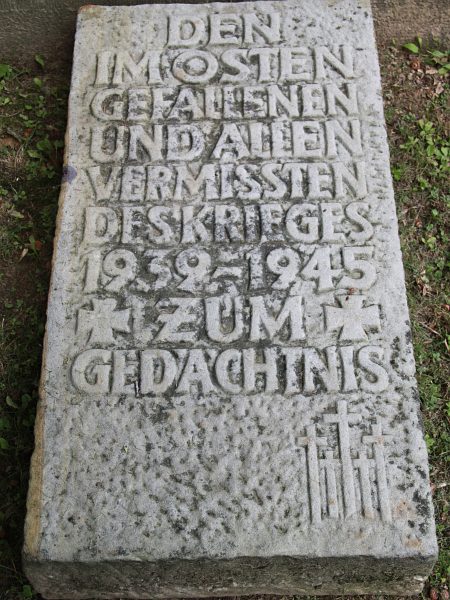 DEN
IM OSTEN
GEFALLENEN
UND ALLEN
VERMISSTEN
DES KRIEGES
1939-1945
ZUM
GEDÄCHTNIS